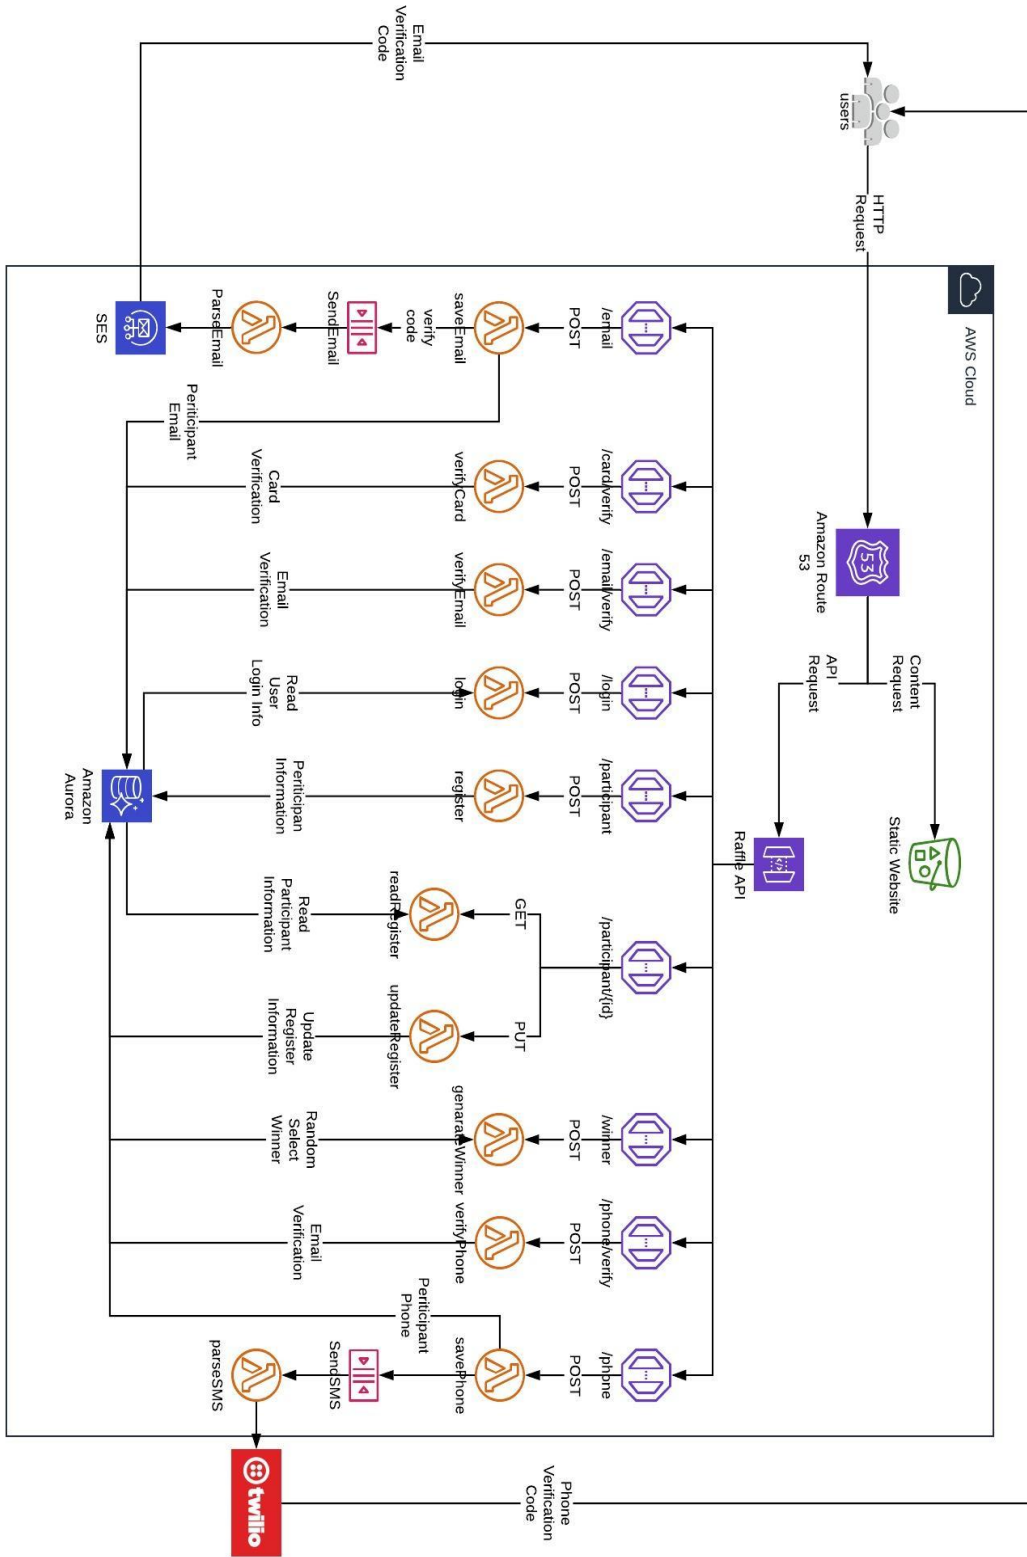 users
HTTP
Request
Email
Verification
Code
AWS Cloud
Amazon Route
53
53
Content
Request
API
Request
Static Website
Raffle API
/email
/card/verify
/email/verify
/login
/participant
/participant/{id}
/winner
/phone/verify
/phone
POST
POST
POST
POST
POST
GET
PUT
POST
POST
POST
saveEmail
verifyCard
verifyEmail
login
register
readRegister
updateRegister
genarateWinner
verifyPhone
savePhone
verify
code
SendEmail
ParseEmail
SES
Periticipant
Email
Card
Verification
Email
Verification
Read
User
Login Info
Periticipan
Information
Read
Participant
Information
Update
Register
Information
Random
Select
Winner
Email
Verification
Periticipant
Phone
SendSMS
parseSMS
Amazon
Aurora
twilio
Phone
Verification
Code